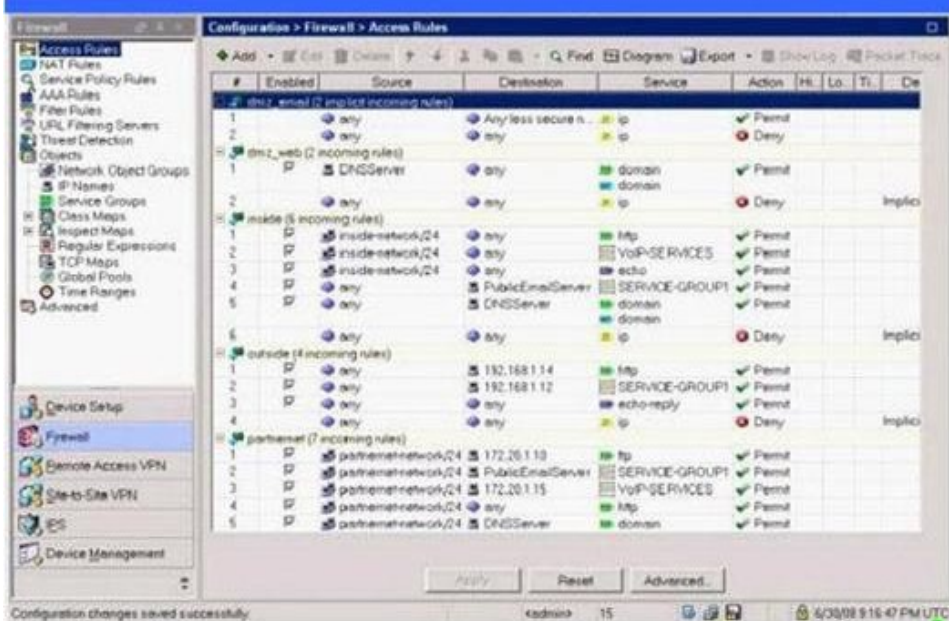 Firewall
Configuration > Firewall > Access Rules
Access Rules
NAT Rules
Service Policy Rules
AAA Rules
Filter Rules
URL Filtering Servers
Threat Detection
Objects
Network Object Groups
IP Names
Service Groups
Class Maps
Inspect Maps
Regular Expressions
TCP Maps
Global Pools
Time Ranges
Advanced
Device Setup
Firewall
Remote Access VPN
Site-to-Site VPN
IPS
Device Management
Add Edit Delete Find Diagram Export Show Log Packet Trace
# Enabled Source Destination Service Action Hi.. Lo.. Ti.. De
dmz_email (2 implicit incoming rules)
1 any Any less secure n... ip Permit
2 any any ip Deny
dmz_web (2 incoming rules)
1 DNSServer any domain Permit
domain
2 any any ip Deny Implici
inside (6 incoming rules)
1 inside-network/24 any http Permit
2 inside-network/24 any VoIP-SERVICES Permit
3 inside-network/24 any echo Permit
4 any PublicEmailServer SERVICE-GROUP1 Permit
5 any DNSServer domain Permit
domain
6 any any ip Deny Implici
outside (4 incoming rules)
1 any 192.168.1.14 http Permit
2 any 192.168.1.12 SERVICE-GROUP1 Permit
3 any any echo-reply Permit
4 any any ip Deny Implici
partnernet (7 incoming rules)
1 partnernet-network/24 172.20.1.10 ftp Permit
2 partnernet-network/24 PublicEmailServer SERVICE-GROUP1 Permit
3 partnernet-network/24 172.20.1.15 VoIP-SERVICES Permit
4 partnernet-network/24 any http Permit
5 partnernet-network/24 DNSServer domain Permit
Apply Reset Advanced...
Configuration changes saved successfully. <admin> 15 6/30/08 9:16:47 PM UTC